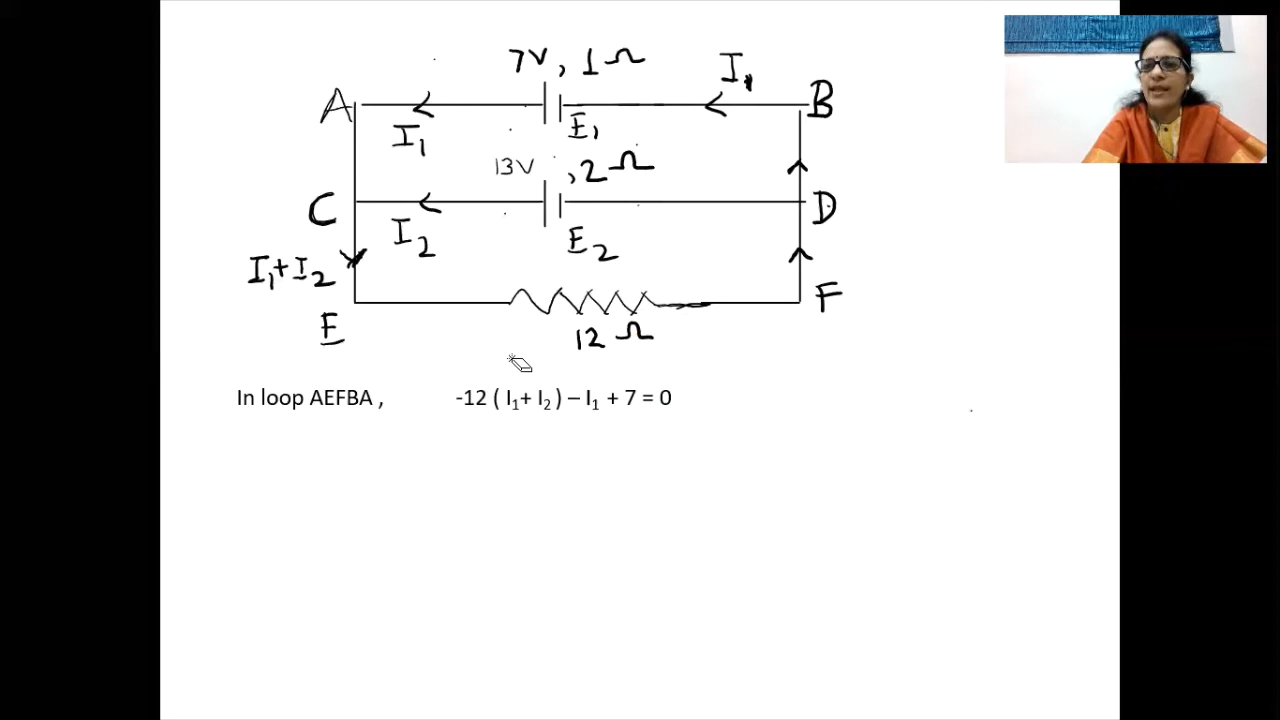 7V, 1Ω
I₁
A
B
I₁
E₁
13V, 2Ω
C
D
I₂
E₂
I₁+I₂
F
E
12 Ω
In loop AEFBA , -12 ( I₁+ I₂ ) – I₁ + 7 = 0